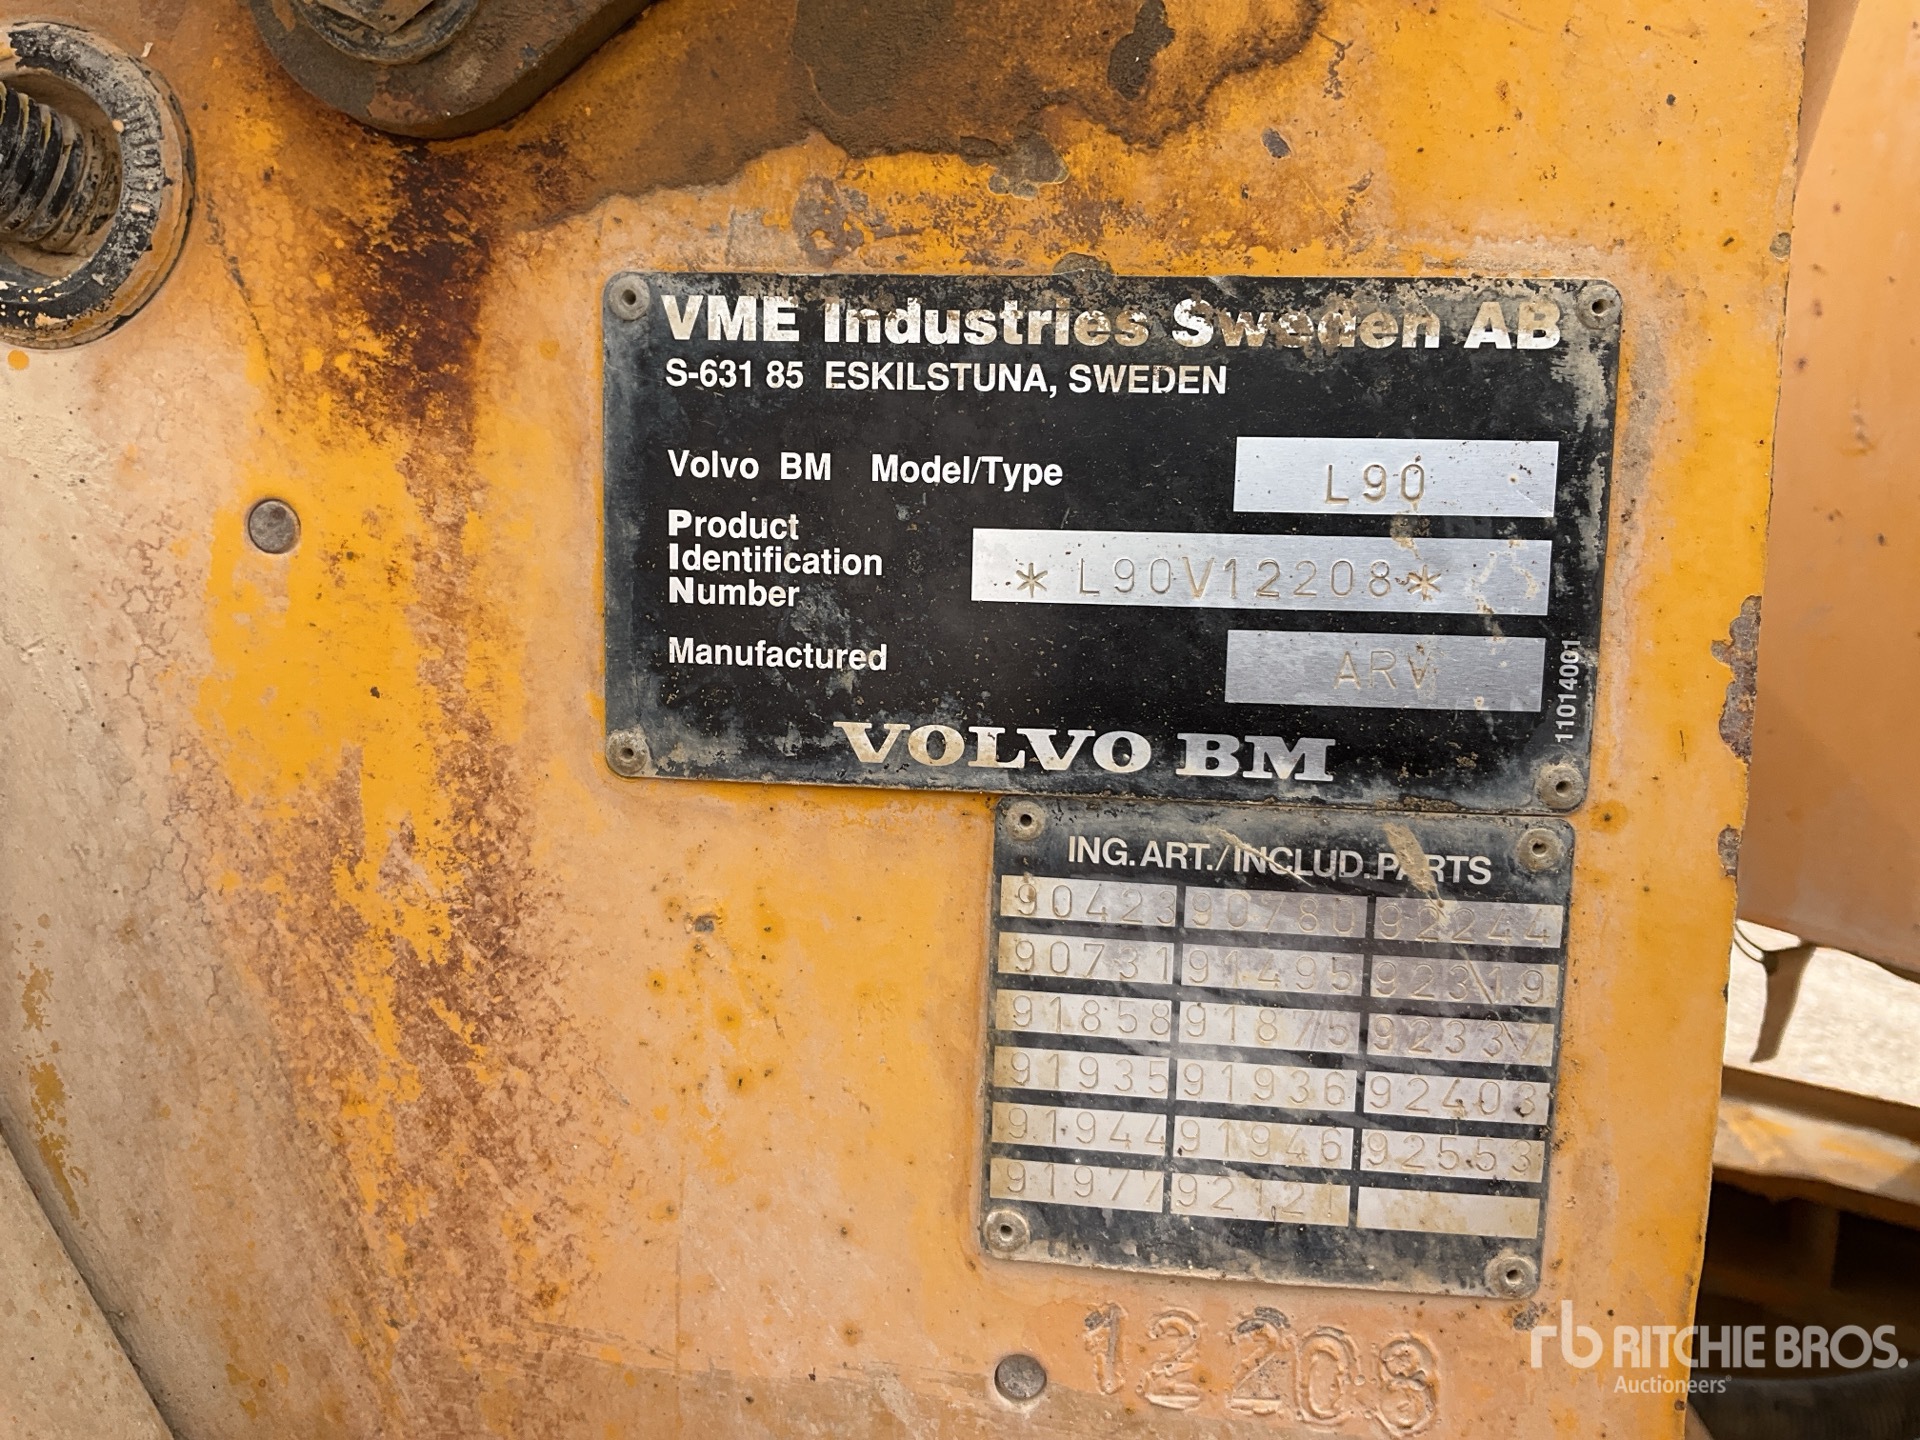 VME Industries Sweden AB
S-631 85 ESKILSTUNA, SWEDEN
Volvo BM Model/Type L90
Product
Identification
Number
* L90V12208 *
Manufactured ARV
11014001
VOLVO BM
ING. ART./INCLUD. PARTS
90423 90780 92244
90731 91495 92319
91858 91875 9233V
91935 91936 92403
91944 91946 92553
91977 92121
12208
rb RITCHIE BROS.
Auctioneers